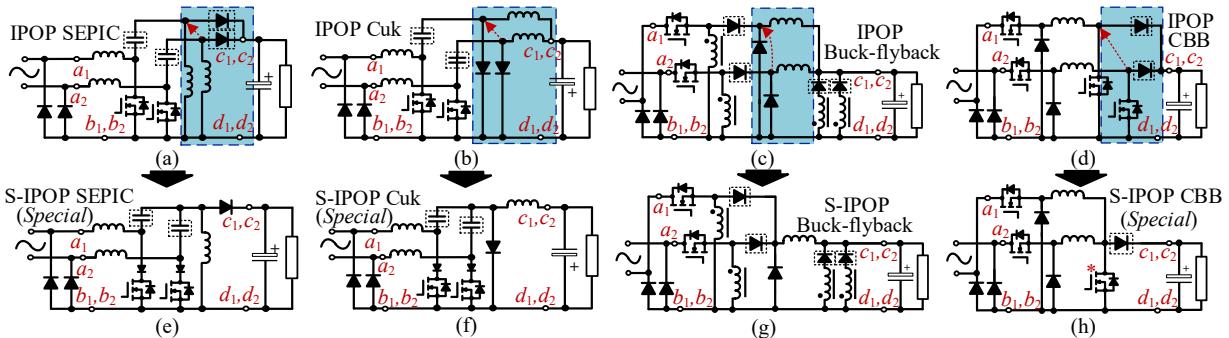 IPOP SEPIC
a1
a2
b1,b2
c1,c2
d1,d2
+
(a)
IPOP Cuk
a1
a2
b1,b2
c1,c2
d1,d2
+
(b)
IPOP
Buck-flyback
a1
a2
b1,b2
c1,c2
d1,d2
+
(c)
IPOP
CBB
a1
a2
b1,b2
c1,c2
d1,d2
+
(d)
S-IPOP SEPIC
(Special)
a1
a2
b1,b2
c1,c2
d1,d2
+
(e)
S-IPOP Cuk
(Special)
a1
a2
b1,b2
c1,c2
d1,d2
+
(f)
S-IPOP
Buck-flyback
a1
a2
b1,b2
c1,c2
d1,d2
+
(g)
S-IPOP CBB
(Special)
a1
a2
b1,b2
c1,c2
d1,d2
*
+
(h)